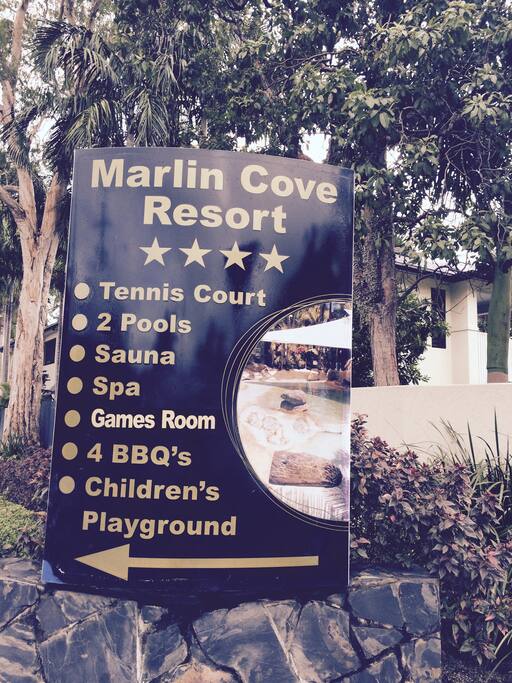 Marlin Cove
Resort
Tennis Court
2 Pools
Sauna
Spa
Games Room
4 BBQ's
Children's
Playground